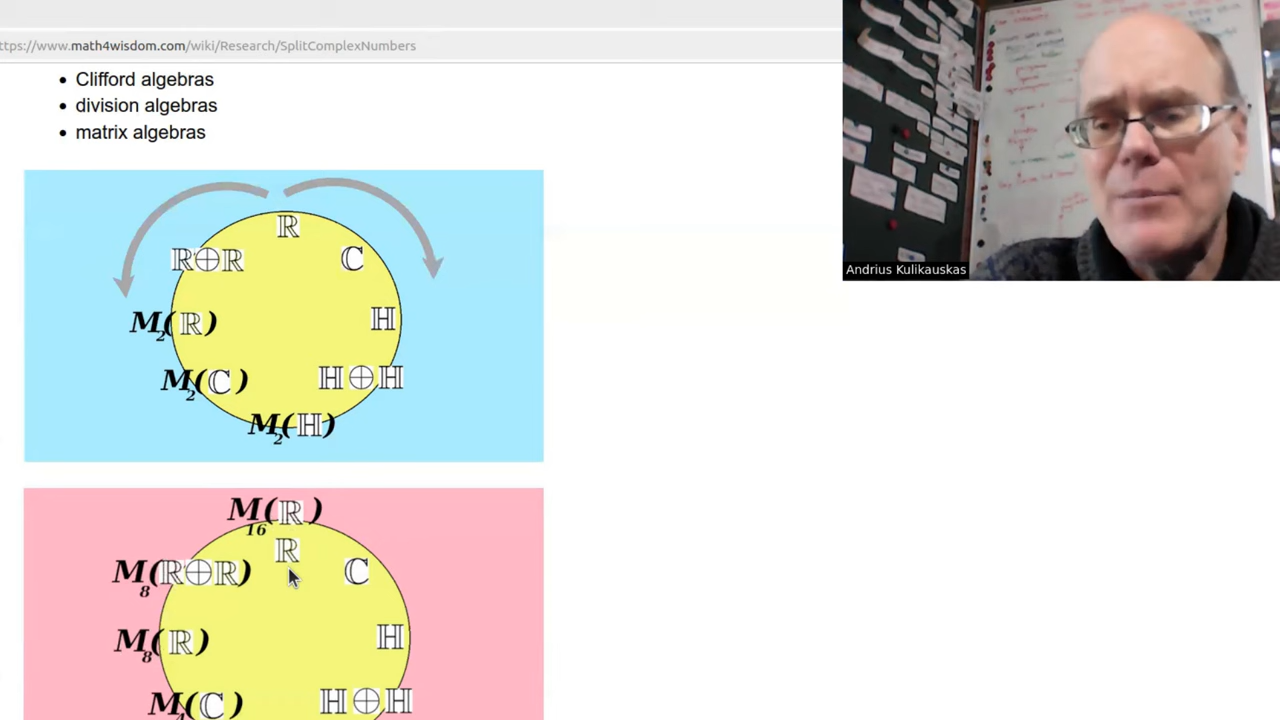 ttps://www.math4wisdom.com/wiki/Research/SplitComplexNumbers
• Clifford algebras
• division algebras
• matrix algebras
ℝ
ℝ⊕ℝ ℂ
M₂(ℝ) ℍ
M₂(ℂ) ℍ⊕ℍ
M₂(ℍ)
M₁₆(ℝ)
ℝ
M₈(ℝ⊕ℝ) ℂ
M₈(ℝ) ℍ
M₄(ℂ) ℍ⊕ℍ
Andrius Kulikauskas